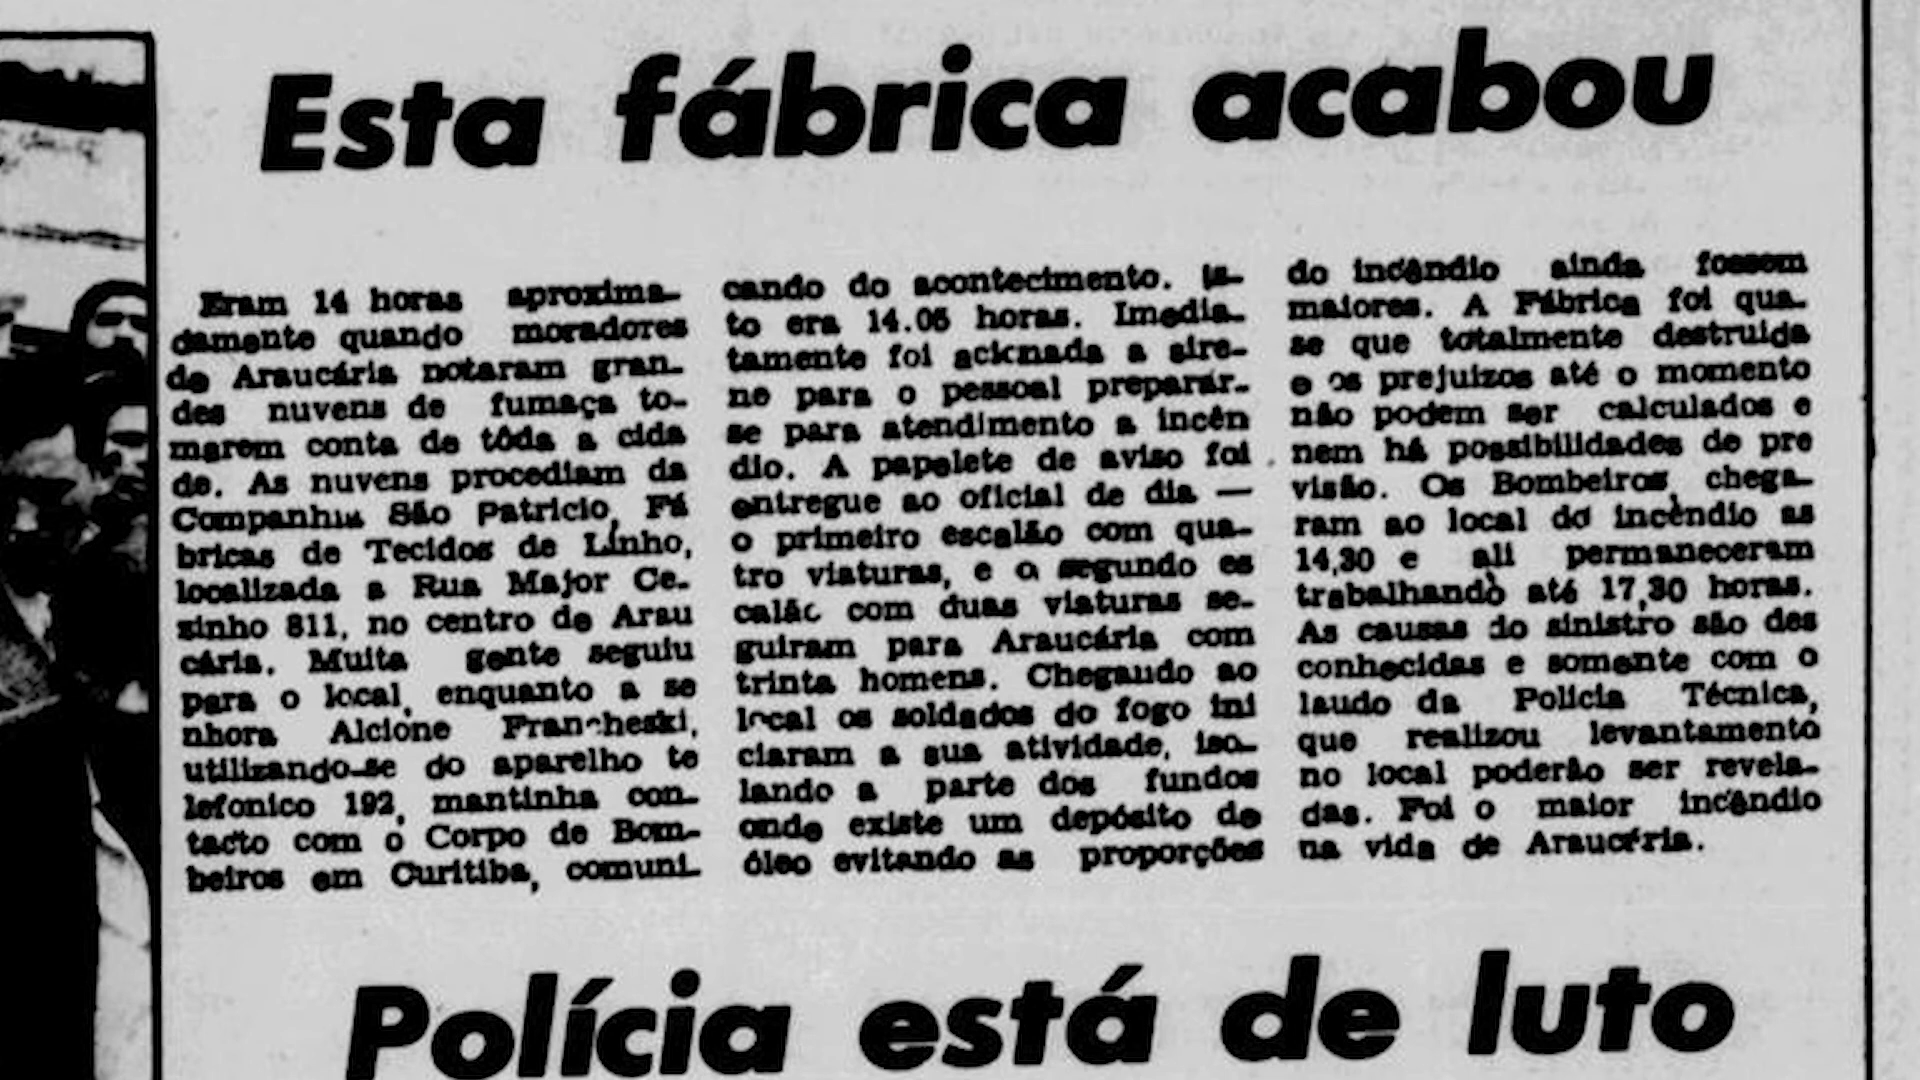 Esta fábrica acabou
Eram 14 horas aproxima-
damente quando moradores
de Araucária notaram gran-
des nuvens de fumaça to-
marem conta de tôda a cida
de. As nuvens procediam da
Companhia São Patricio, Fá
bricas de Tecidos de Linho,
localizada a Rua Major Ce-
zinho 811, no centro de Arau
cária. Muita gente seguiu
para o local, enquanto a se
nhora Alcione Francheski,
utilizando-se do aparelho te
lefonico 192, mantinha con-
tacto com o Corpo de Bom-
beiros em Curitiba, comuni-
cando do acontecimento. Is-
to era 14.05 horas. Imedia-
tamente foi acionada a sire-
ne para o pessoal preparár-
se para atendimento a incên
dio. A papelete de aviso foi
entregue ao oficial de dia —
o primeiro escalão com qua-
tro viaturas, e o segundo es
calão com duas viaturas se-
guiram para Araucária com
trinta homens. Chegando ao
local os soldados do fogo ini
ciaram a sua atividade, iso-
lando a parte dos fundos
onde existe um depósito de
óleo evitando as proporções
do incêndio ainda fossem
maiores. A Fábrica foi qua-
se que totalmente destruida
e os prejuizos até o momento
não podem ser calculados e
nem há possibilidades de pre
visão. Os Bombeiros, chega-
ram ao local do incêndio as
14,30 e ali permaneceram
trabalhando até 17,30 horas.
As causas do sinistro são des
conhecidas e somente com o
laudo da Policia Técnica,
que realizou levantamento
no local poderão ser revela-
das. Foi o maior incêndio
na vida de Araucária.
Polícia está de luto